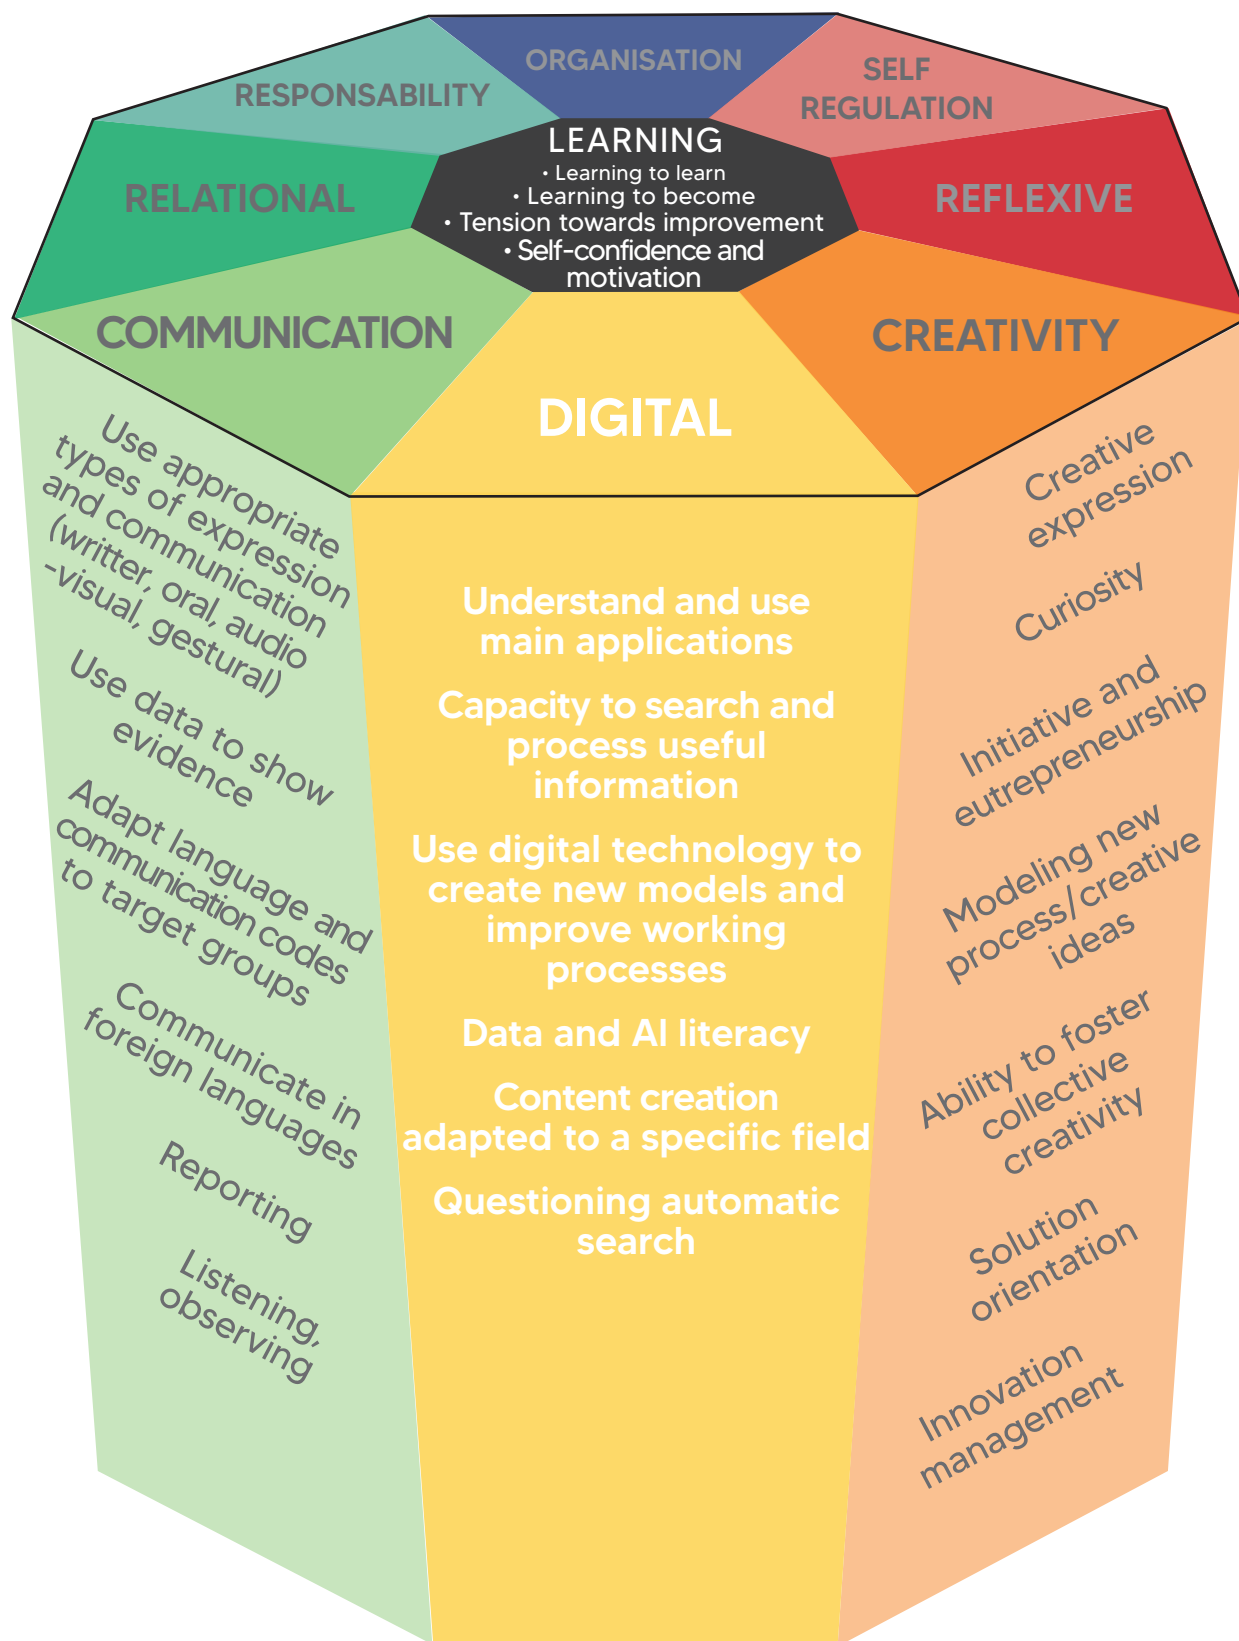 ORGANISATION
RESPONSABILITY
SELF
REGULATION
LEARNING
• Learning to learn
• Learning to become
• Tension towards improvement
• Self-confidence and
motivation
RELATIONAL
REFLEXIVE
COMMUNICATION
CREATIVITY
DIGITAL
Use appropriate
types of expression
and communication
(writter, oral, audio
-visual, gestural)
Use data to show
evidence
Adapt language and
communication codes
to target groups
Communicate in
foreign languages
Reporting
Listening,
observing
Understand and use
main applications
Capacity to search and
process useful
information
Use digital technology to
create new models and
improve working
processes
Data and AI literacy
Content creation
adapted to a specific field
Questioning automatic
search
Creative
expression
Curiosity
Initiative and
eutrepreneurship
Modeling new
process/creative
ideas
Ability to foster
collective
creativity
Solution
orientation
Innovation
management